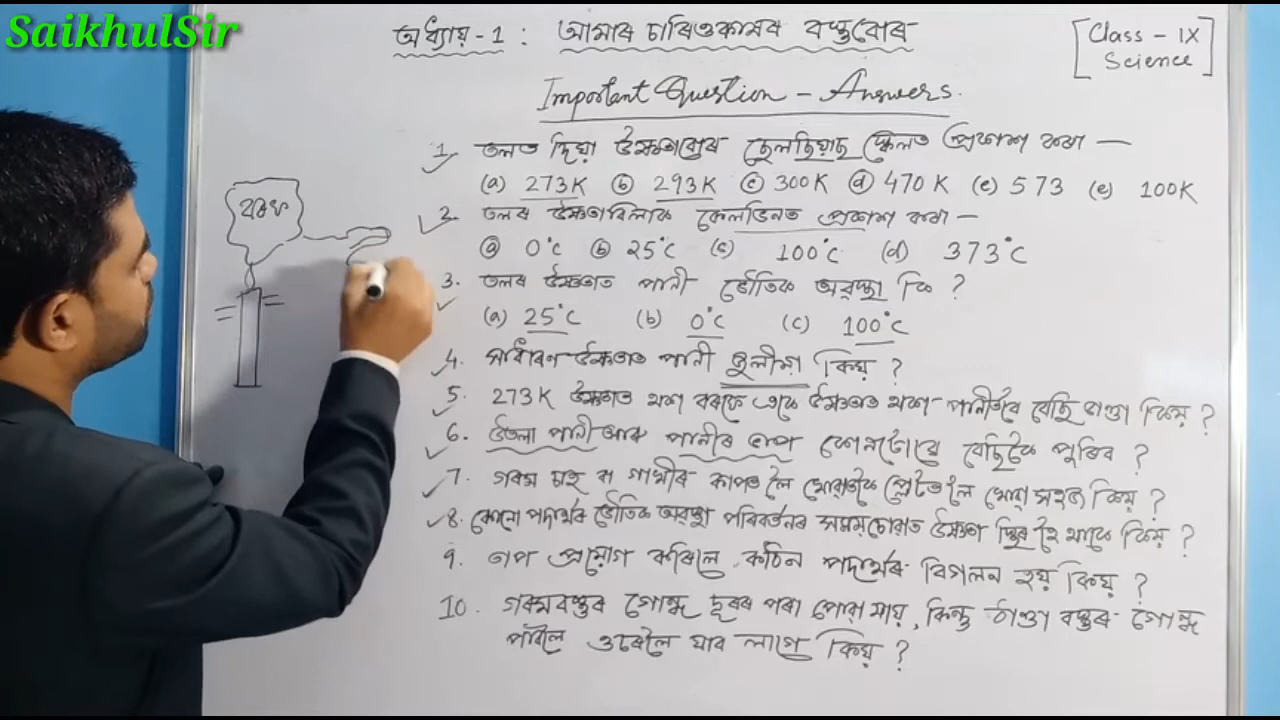 SaikhulSir
অধ্যায় - 1 : আমাৰ চাৰিওকাষৰ বস্তুবোৰ
[Class - IX
Science]
Important Question - Answers.
1. তলত দিয়া উষ্ণতাবোৰ ছেলছিয়াছ স্কেলত প্ৰকাশ কৰা —
(a) 273K (b) 293K (c) 300K (d) 470K (e) 573 (e) 100K
2. তলৰ উষ্ণতাবিলাক কেলভিনত প্ৰকাশ কৰা —
(a) 0°C (b) 25°C (c) 100°C (d) 373°C
3. তলৰ উষ্ণতাত পানী ভৌতিক অৱস্থা কি ?
(a) 25°C (b) 0°C (c) 100°C
4. সাধাৰণ উষ্ণতাত পানী জুলীয়া কিয় ?
5. 273K উষ্ণতাত থকা বৰফে একে উষ্ণতাত থকা পানীতকৈ বেছি ঠাণ্ডা কিয় ?
6. উতলা পানী আৰু পানীৰ ভাপ কোনটোৱে বেছিকৈ পুৰিব ?
7. গৰম চাহ বা গাখীৰ কাপত লৈ খোৱাতকৈ প্লেটত লৈ খোৱা সহজ কিয় ?
8. কোনো পদাৰ্থৰ ভৌতিক অৱস্থা পৰিবৰ্তনৰ সময়ছোৱাত উষ্ণতা স্থিৰ হৈ থাকে কিয় ?
9. তাপ প্ৰয়োগ কৰিলে কঠিন পদাৰ্থৰ বিগলন হয় কিয় ?
10. গৰম বস্তুৰ গোন্ধ দূৰৰ পৰা পোৱা যায়, কিন্তু ঠাণ্ডা বস্তুৰ গোন্ধ
পাবলৈ ওচৰলৈ যাব লাগে কিয় ?
বৰফ